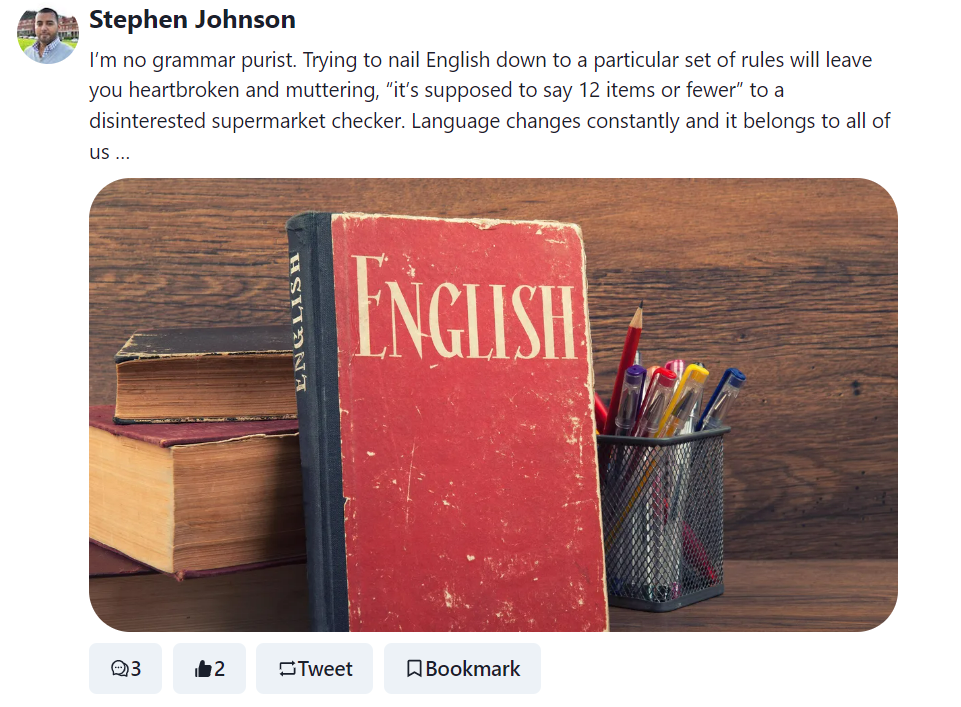 Stephen Johnson
I’m no grammar purist. Trying to nail English down to a particular set of rules will leave
you heartbroken and muttering, “it’s supposed to say 12 items or fewer” to a
disinterested supermarket checker. Language changes constantly and it belongs to all of
us ...
ENGLISH
ENGLISH
3
2
Tweet
Bookmark